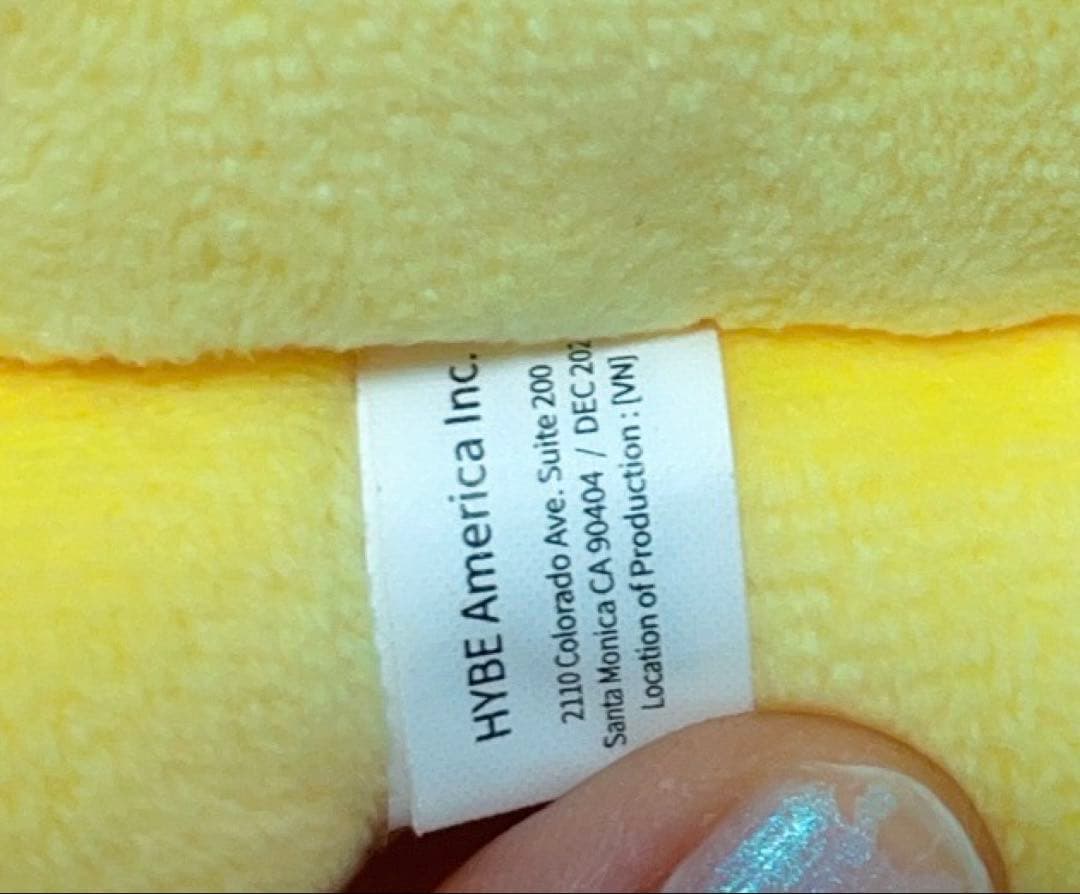 HYBE America Inc.
2110 Colorado Ave. Suite 200
Santa Monica CA 90404 / DEC 202
Location of Production : [VN]